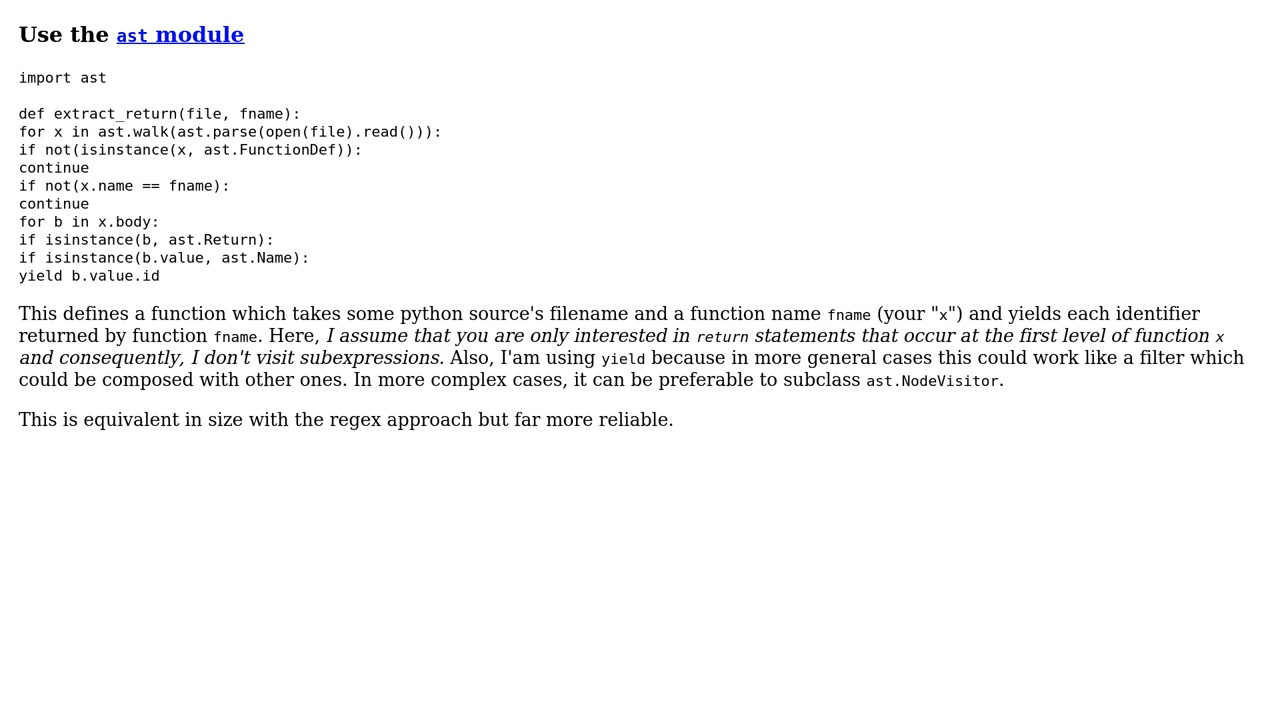 Use the ast module
import ast
def extract_return(file, fname):
for x in ast.walk(ast.parse(open(file).read())):
if not(isinstance(x, ast.FunctionDef)):
continue
if not(x.name == fname):
continue
for b in x.body:
if isinstance(b, ast.Return):
if isinstance(b.value, ast.Name):
yield b.value.id
This defines a function which takes some python source's filename and a function name fname (your "x") and yields each identifier
returned by function fname. Here, I assume that you are only interested in return statements that occur at the first level of function x
and consequently, I don't visit subexpressions. Also, I'am using yield because in more general cases this could work like a filter which
could be composed with other ones. In more complex cases, it can be preferable to subclass ast.NodeVisitor.
This is equivalent in size with the regex approach but far more reliable.